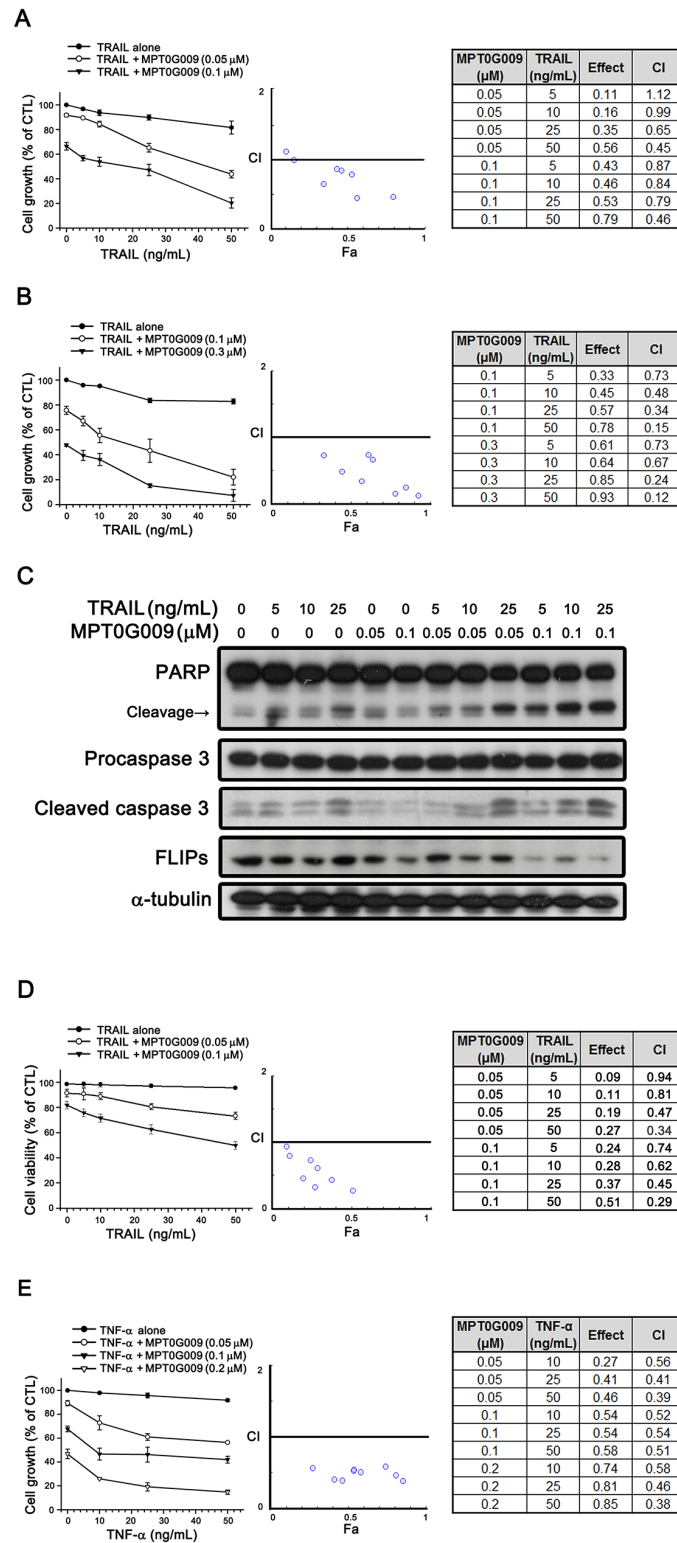 A
TRAIL alone
TRAIL + MPT0G009 (0.05 μM)
TRAIL + MPT0G009 (0.1 μM)
Cell growth (% of CTL)
120
100
80
60
40
20
0
0 10 20 30 40 50
TRAIL (ng/mL)
2
CI
0
0.5
1
Fa
MPT0G009 (μM) TRAIL (ng/mL) Effect CI
0.05 5 0.11 1.12
0.05 10 0.16 0.99
0.05 25 0.35 0.65
0.05 50 0.56 0.45
0.1 5 0.43 0.87
0.1 10 0.46 0.84
0.1 25 0.53 0.79
0.1 50 0.79 0.46
B
TRAIL alone
TRAIL + MPT0G009 (0.1 μM)
TRAIL + MPT0G009 (0.3 μM)
Cell growth (% of CTL)
120
100
80
60
40
20
0
0 10 20 30 40 50
TRAIL (ng/mL)
2
CI
0
0.5
1
Fa
MPT0G009 (μM) TRAIL (ng/mL) Effect CI
0.1 5 0.33 0.73
0.1 10 0.45 0.48
0.1 25 0.57 0.34
0.1 50 0.78 0.15
0.3 5 0.61 0.73
0.3 10 0.64 0.67
0.3 25 0.85 0.24
0.3 50 0.93 0.12
C
TRAIL (ng/mL) 0 5 10 25 0 0 5 10 25 5 10 25
MPT0G009 (μM) 0 0 0 0 0.05 0.1 0.05 0.05 0.05 0.1 0.1 0.1
PARP
Cleavage→
Procaspase 3
Cleaved caspase 3
FLIPs
α-tubulin
D
TRAIL alone
TRAIL + MPT0G009 (0.05 μM)
TRAIL + MPT0G009 (0.1 μM)
Cell viability (% of CTL)
120
100
80
60
40
20
0
0 10 20 30 40 50
TRAIL (ng/mL)
2
CI
0
0.5
1
Fa
MPT0G009 (μM) TRAIL (ng/mL) Effect CI
0.05 5 0.09 0.94
0.05 10 0.11 0.81
0.05 25 0.19 0.47
0.05 50 0.27 0.34
0.1 5 0.24 0.74
0.1 10 0.28 0.62
0.1 25 0.37 0.45
0.1 50 0.51 0.29
E
TNF-α alone
TNF-α + MPT0G009 (0.05 μM)
TNF-α + MPT0G009 (0.1 μM)
TNF-α + MPT0G009 (0.2 μM)
Cell growth (% of CTL)
120
100
80
60
40
20
0
0 10 20 30 40 50
TNF-α (ng/mL)
2
CI
0
0.5
1
Fa
MPT0G009 (μM) TNF-α (ng/mL) Effect CI
0.05 10 0.27 0.56
0.05 25 0.41 0.41
0.05 50 0.46 0.39
0.1 10 0.54 0.52
0.1 25 0.54 0.54
0.1 50 0.58 0.51
0.2 10 0.74 0.58
0.2 25 0.81 0.46
0.2 50 0.85 0.38